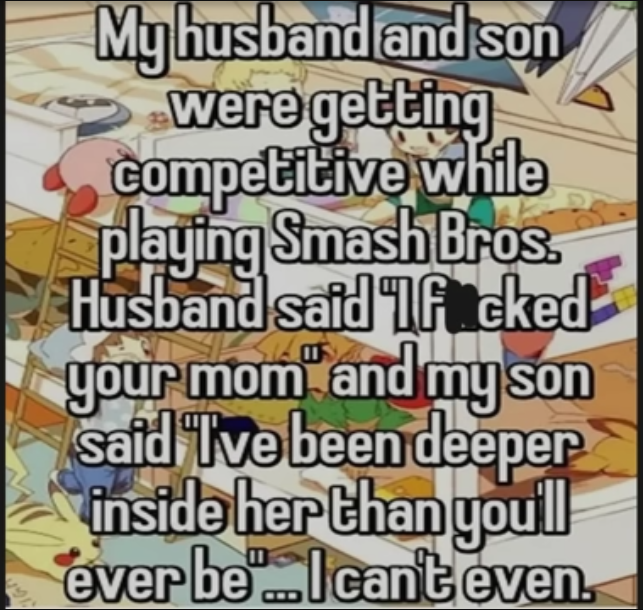 My husband and son
were getting
competitive while
playing Smash Bros.
Husband said "I f cked
your mom" and my son
said "I've been deeper
inside her than you'll
ever be"... I can't even.